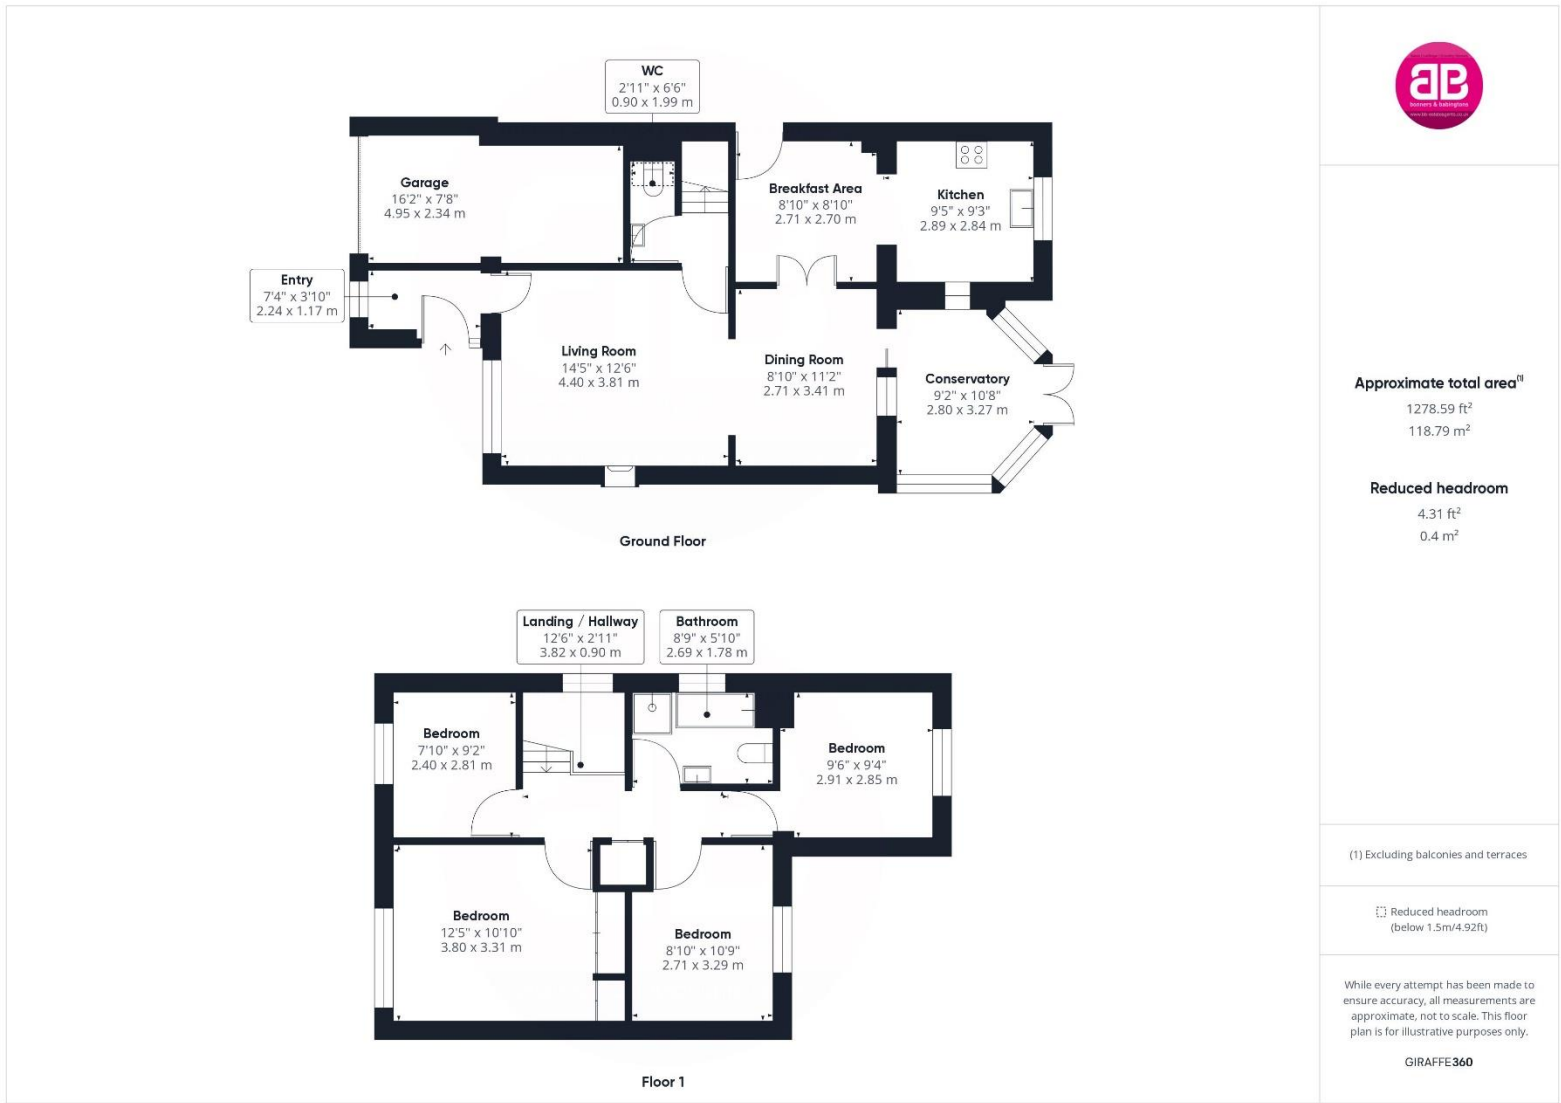 WC
2'11" x 6'6"
0.90 x 1.99 m
Garage
16'2" x 7'8"
4.95 x 2.34 m
Breakfast Area
8'10" x 8'10"
2.71 x 2.70 m
Kitchen
9'5" x 9'3"
2.89 x 2.84 m
Entry
7'4" x 3'10"
2.24 x 1.17 m
Living Room
14'5" x 12'6"
4.40 x 3.81 m
Dining Room
8'10" x 11'2"
2.71 x 3.41 m
Conservatory
9'2" x 10'8"
2.80 x 3.27 m
Ground Floor
Landing / Hallway
12'6" x 2'11"
3.82 x 0.90 m
Bathroom
8'9" x 5'10"
2.69 x 1.78 m
Bedroom
7'10" x 9'2"
2.40 x 2.81 m
Bedroom
9'6" x 9'4"
2.91 x 2.85 m
Bedroom
12'5" x 10'10"
3.80 x 3.31 m
Bedroom
8'10" x 10'9"
2.71 x 3.29 m
Floor 1
BB
bonners & babingtons
Approximate total area(1)
1278.59 ft²
118.79 m²
Reduced headroom
4.31 ft²
0.4 m²
(1) Excluding balconies and terraces
Reduced headroom
(below 1.5m/4.92ft)
While every attempt has been made to
ensure accuracy, all measurements are
approximate, not to scale. This floor
plan is for illustrative purposes only.
GIRAFFE360